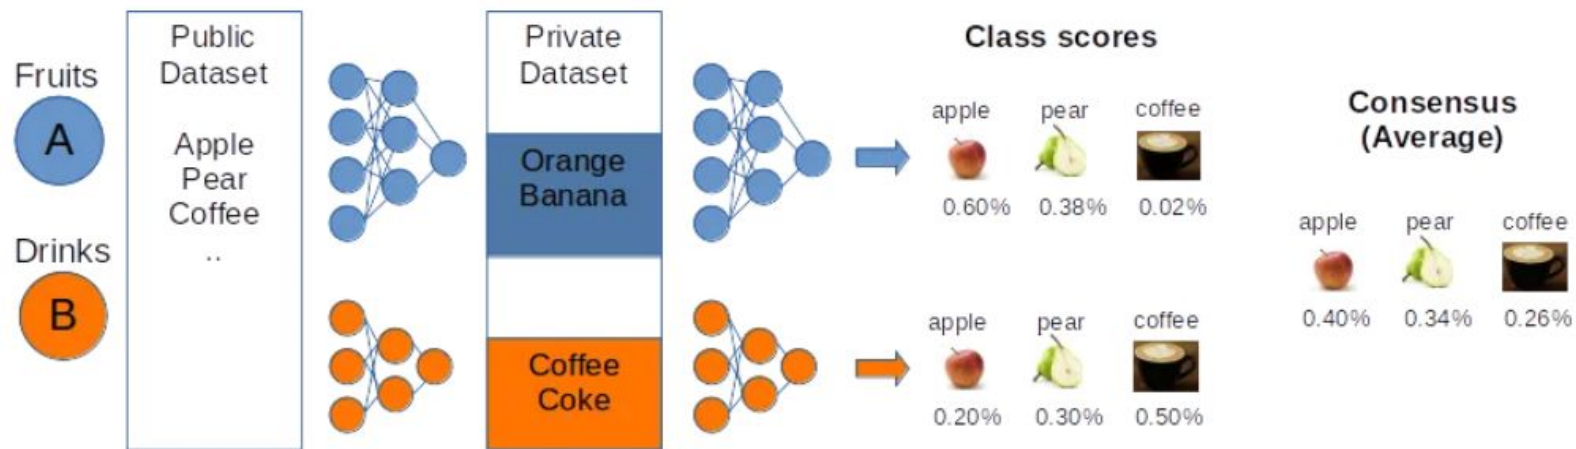 Fruits
A
Drinks
B
Public
Dataset
Apple
Pear
Coffee
..
Private
Dataset
Orange
Banana
Coffee
Coke
Class scores
apple pear coffee
0.60% 0.38% 0.02%
apple pear coffee
0.20% 0.30% 0.50%
Consensus
(Average)
apple pear coffee
0.40% 0.34% 0.26%